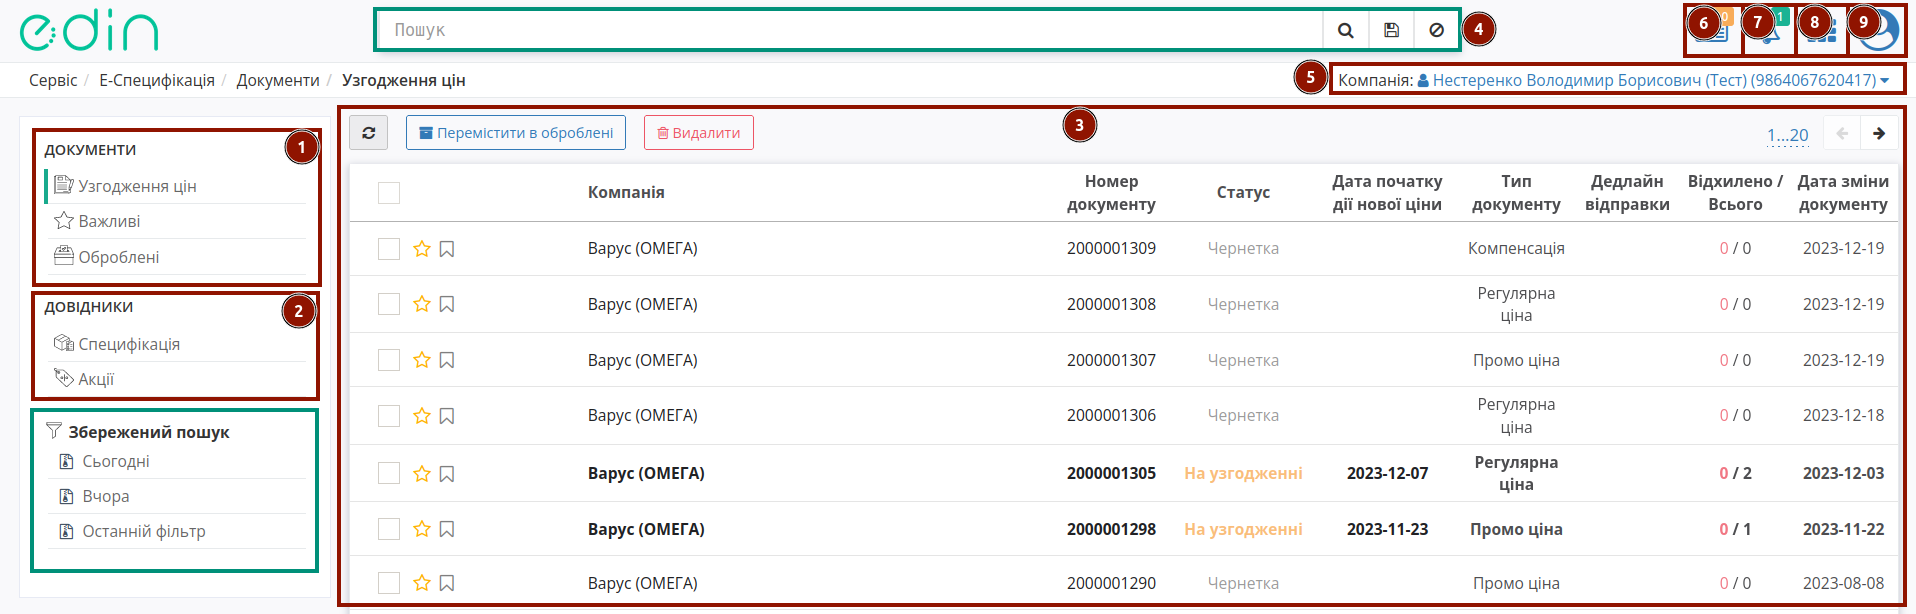 edin
Пошук
4
6
0
7
1
8
9
Сервіс / Е-Специфікація / Документи / Узгодження цін
5
Компанія: Нестеренко Володимир Борисович (Тест) (9864067620417)
1
ДОКУМЕНТИ
Узгодження цін
Важливі
Оброблені
2
ДОВІДНИКИ
Специфікація
Акції
Збережений пошук
Сьогодні
Вчора
Останній фільтр
3
Перемістити в оброблені
Видалити
1...20
Компанія
Номер документу
Статус
Дата початку дії нової ціни
Тип документу
Дедлайн відправки
Відхилено / Всього
Дата зміни документу
Варус (ОМЕГА) 2000001309 Чернетка Компенсація 0 / 0 2023-12-19
Варус (ОМЕГА) 2000001308 Чернетка Регулярна ціна 0 / 0 2023-12-19
Варус (ОМЕГА) 2000001307 Чернетка Промо ціна 0 / 0 2023-12-19
Варус (ОМЕГА) 2000001306 Чернетка Регулярна ціна 0 / 0 2023-12-18
Варус (ОМЕГА) 2000001305 На узгодженні 2023-12-07 Регулярна ціна 0 / 2 2023-12-03
Варус (ОМЕГА) 2000001298 На узгодженні 2023-11-23 Промо ціна 0 / 1 2023-11-22
Варус (ОМЕГА) 2000001290 Чернетка Промо ціна 0 / 0 2023-08-08